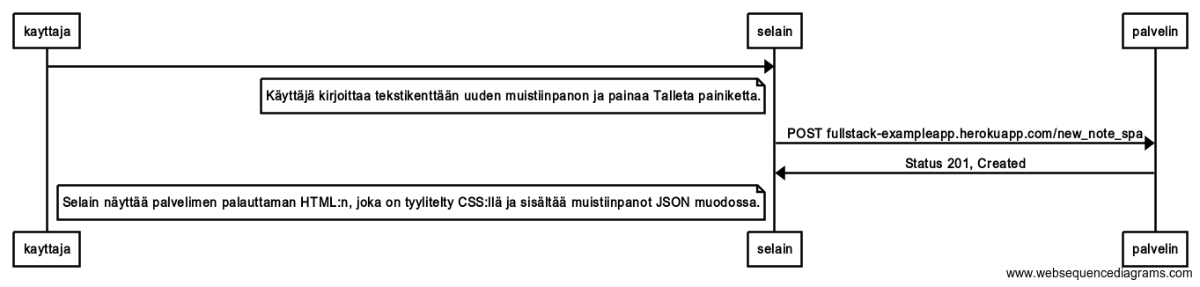 kayttaja
selain
palvelin
Käyttäjä kirjoittaa tekstikenttään uuden muistiinpanon ja painaa Talleta painiketta.
POST fullstack-exampleapp.herokuapp.com/new_note_spa
Status 201, Created
Selain näyttää palvelimen palauttaman HTML:n, joka on tyylitelty CSS:llä ja sisältää muistiinpanot JSON muodossa.
kayttaja
selain
palvelin
www.websequencediagrams.com